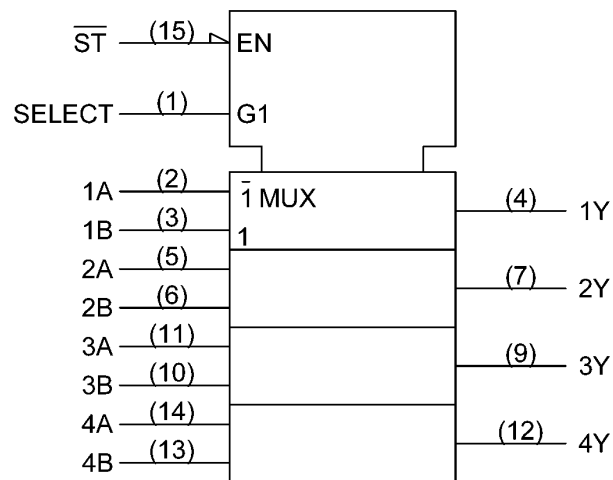 S̅T̅ (15) EN
SELECT (1) G1
1A (2) 1̅ MUX (4) 1Y
1B (3) 1
2A (5) (7) 2Y
2B (6)
3A (11) (9) 3Y
3B (10)
4A (14) (12) 4Y
4B (13)